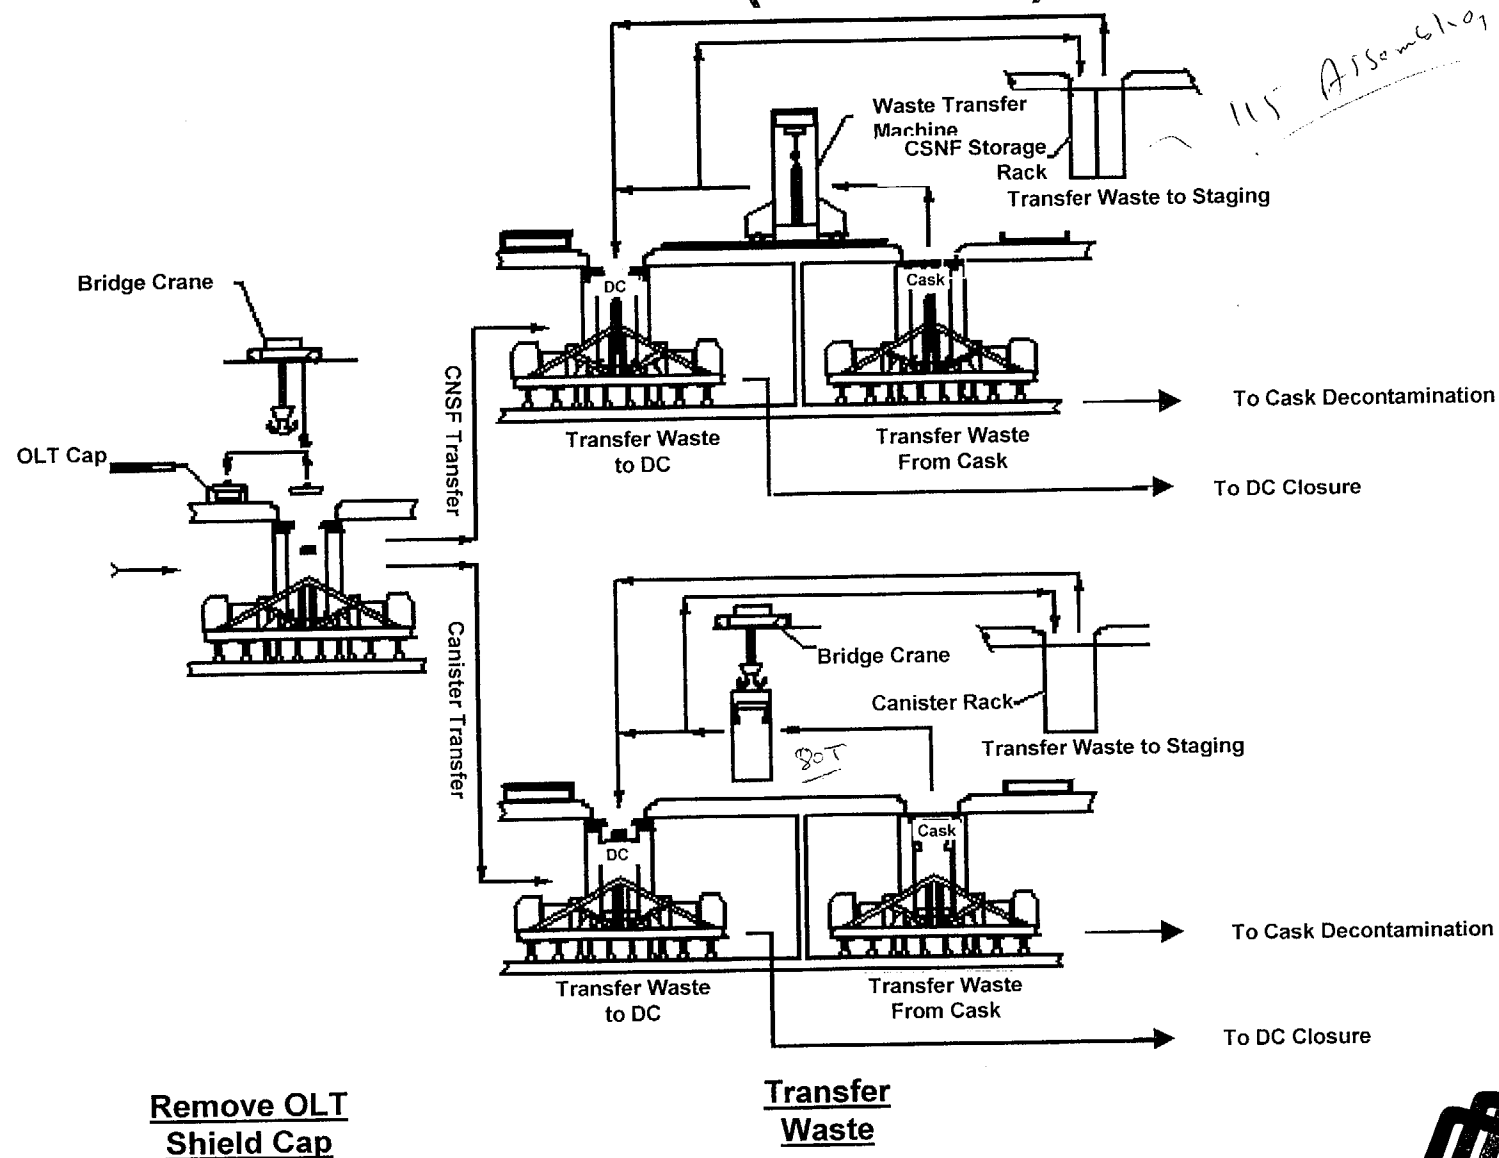 115 Assemblies
Waste Transfer
Machine
CSNF Storage
Rack
Transfer Waste to Staging
Bridge Crane
DC
Cask
CNSF Transfer
To Cask Decontamination
OLT Cap
Transfer Waste
to DC
Transfer Waste
From Cask
To DC Closure
Canister Transfer
Bridge Crane
Canister Rack
Transfer Waste to Staging
80T
DC
Cask
To Cask Decontamination
Transfer Waste
to DC
Transfer Waste
From Cask
To DC Closure
Remove OLT
Shield Cap
Transfer
Waste